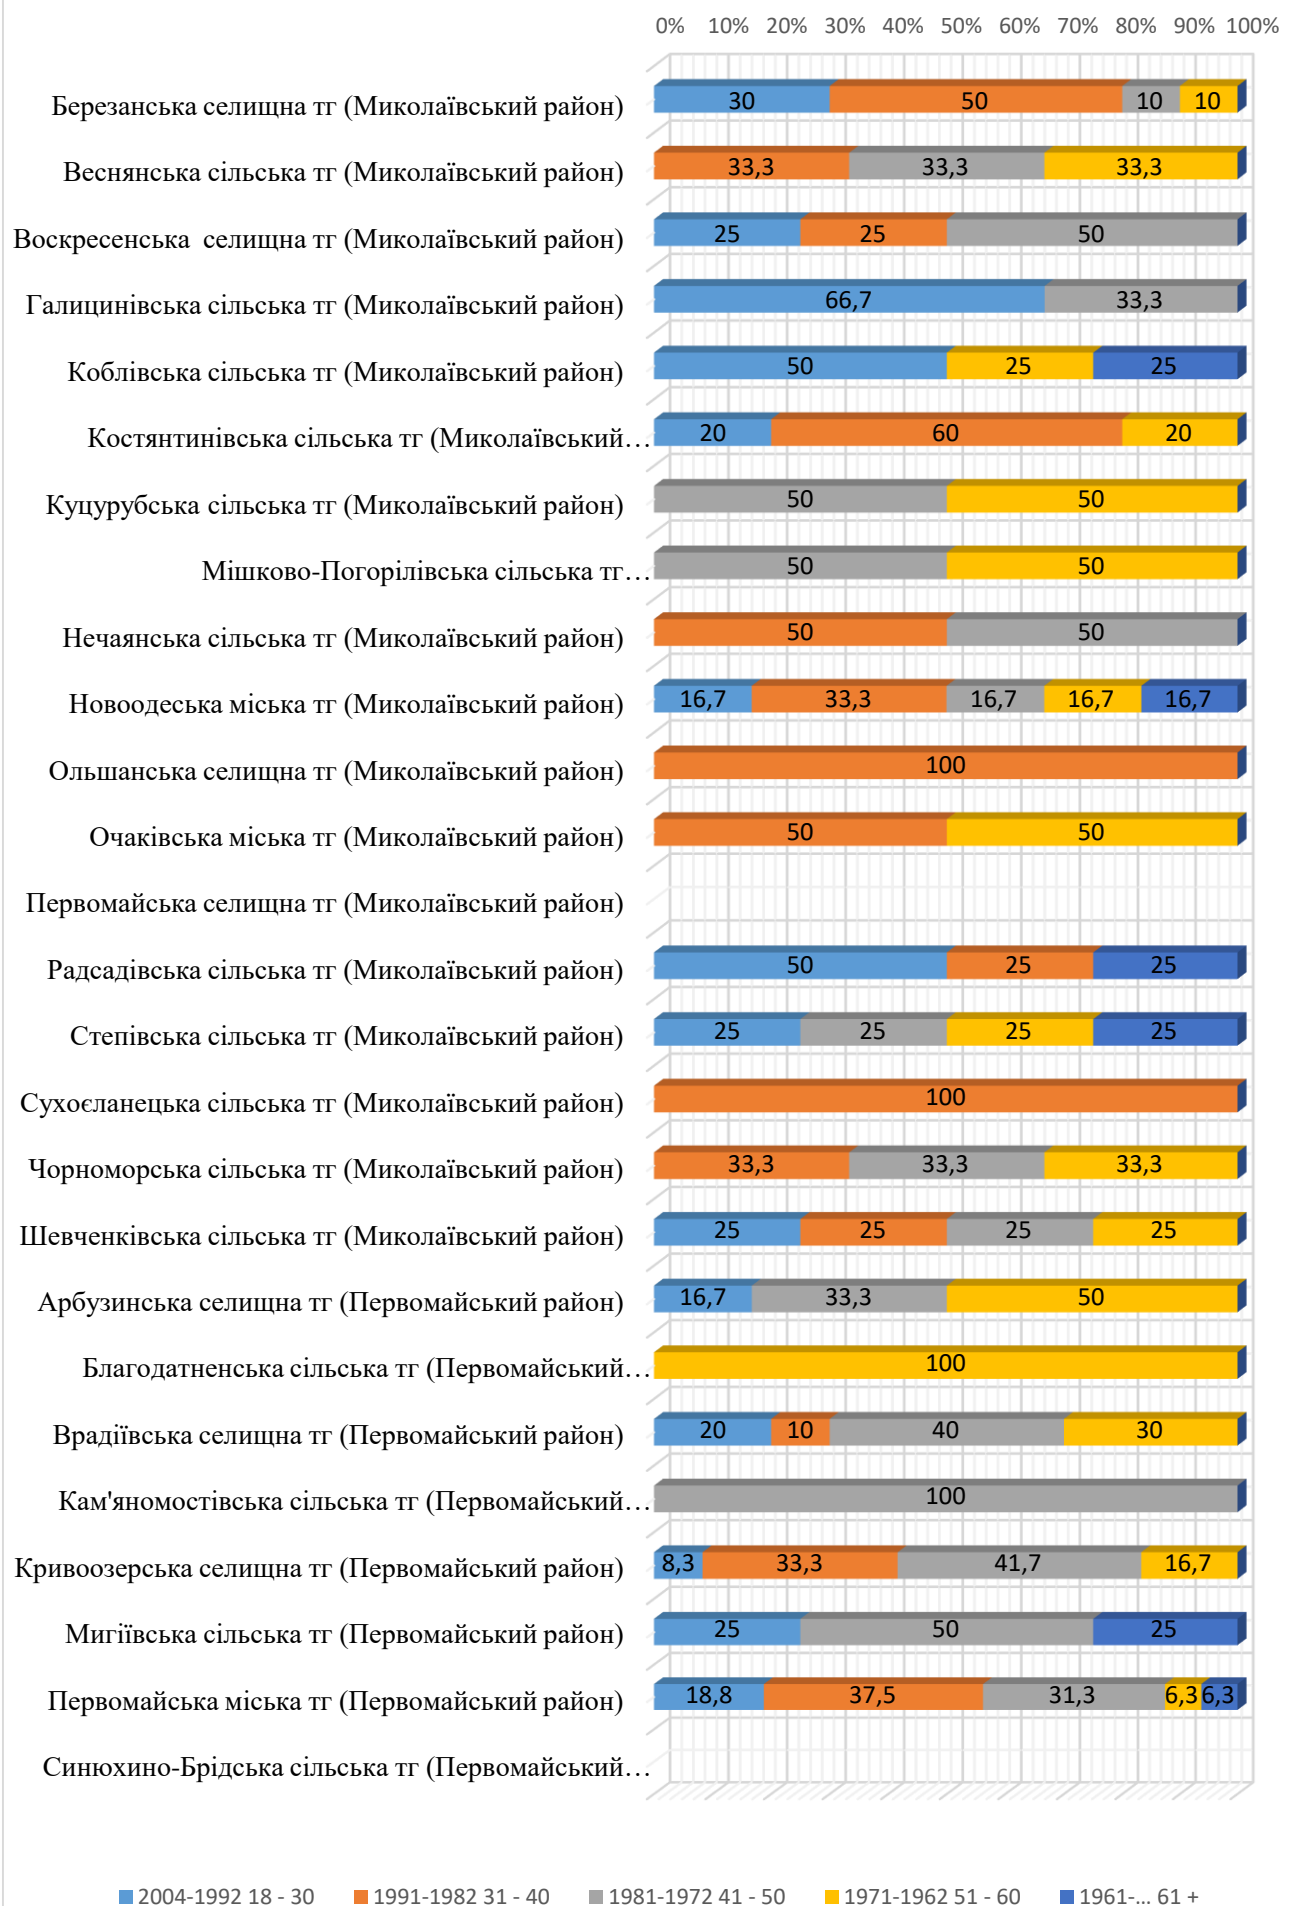 0% 10% 20% 30% 40% 50% 60% 70% 80% 90% 100%
Березанська селищна тг (Миколаївський район) 30 50 10 10
Веснянська сільська тг (Миколаївський район) 33,3 33,3 33,3
Воскресенська селищна тг (Миколаївський район) 25 25 50
Галицинівська сільська тг (Миколаївський район) 66,7 33,3
Коблівська сільська тг (Миколаївський район) 50 25 25
Костянтинівська сільська тг (Миколаївський… 20 60 20
Куцурубська сільська тг (Миколаївський район) 50 50
Мішково-Погорілівська сільська тг… 50 50
Нечаянська сільська тг (Миколаївський район) 50 50
Новоодеська міська тг (Миколаївський район) 16,7 33,3 16,7 16,7 16,7
Ольшанська селищна тг (Миколаївський район) 100
Очаківська міська тг (Миколаївський район) 50 50
Первомайська селищна тг (Миколаївський район)
Радсадівська сільська тг (Миколаївський район) 50 25 25
Степівська сільська тг (Миколаївський район) 25 25 25 25
Сухоєланецька сільська тг (Миколаївський район) 100
Чорноморська сільська тг (Миколаївський район) 33,3 33,3 33,3
Шевченківська сільська тг (Миколаївський район) 25 25 25 25
Арбузинська селищна тг (Первомайський район) 16,7 33,3 50
Благодатненська сільська тг (Первомайський… 100
Врадіївська селищна тг (Первомайський район) 20 10 40 30
Кам'яномостівська сільська тг (Первомайський… 100
Кривоозерська селищна тг (Первомайський район) 8,3 33,3 41,7 16,7
Мигіївська сільська тг (Первомайський район) 25 50 25
Первомайська міська тг (Первомайський район) 18,8 37,5 31,3 6,3 6,3
Синюхино-Брідська сільська тг (Первомайський…
2004-1992 18 - 30 1991-1982 31 - 40 1981-1972 41 - 50 1971-1962 51 - 60 1961-... 61 +